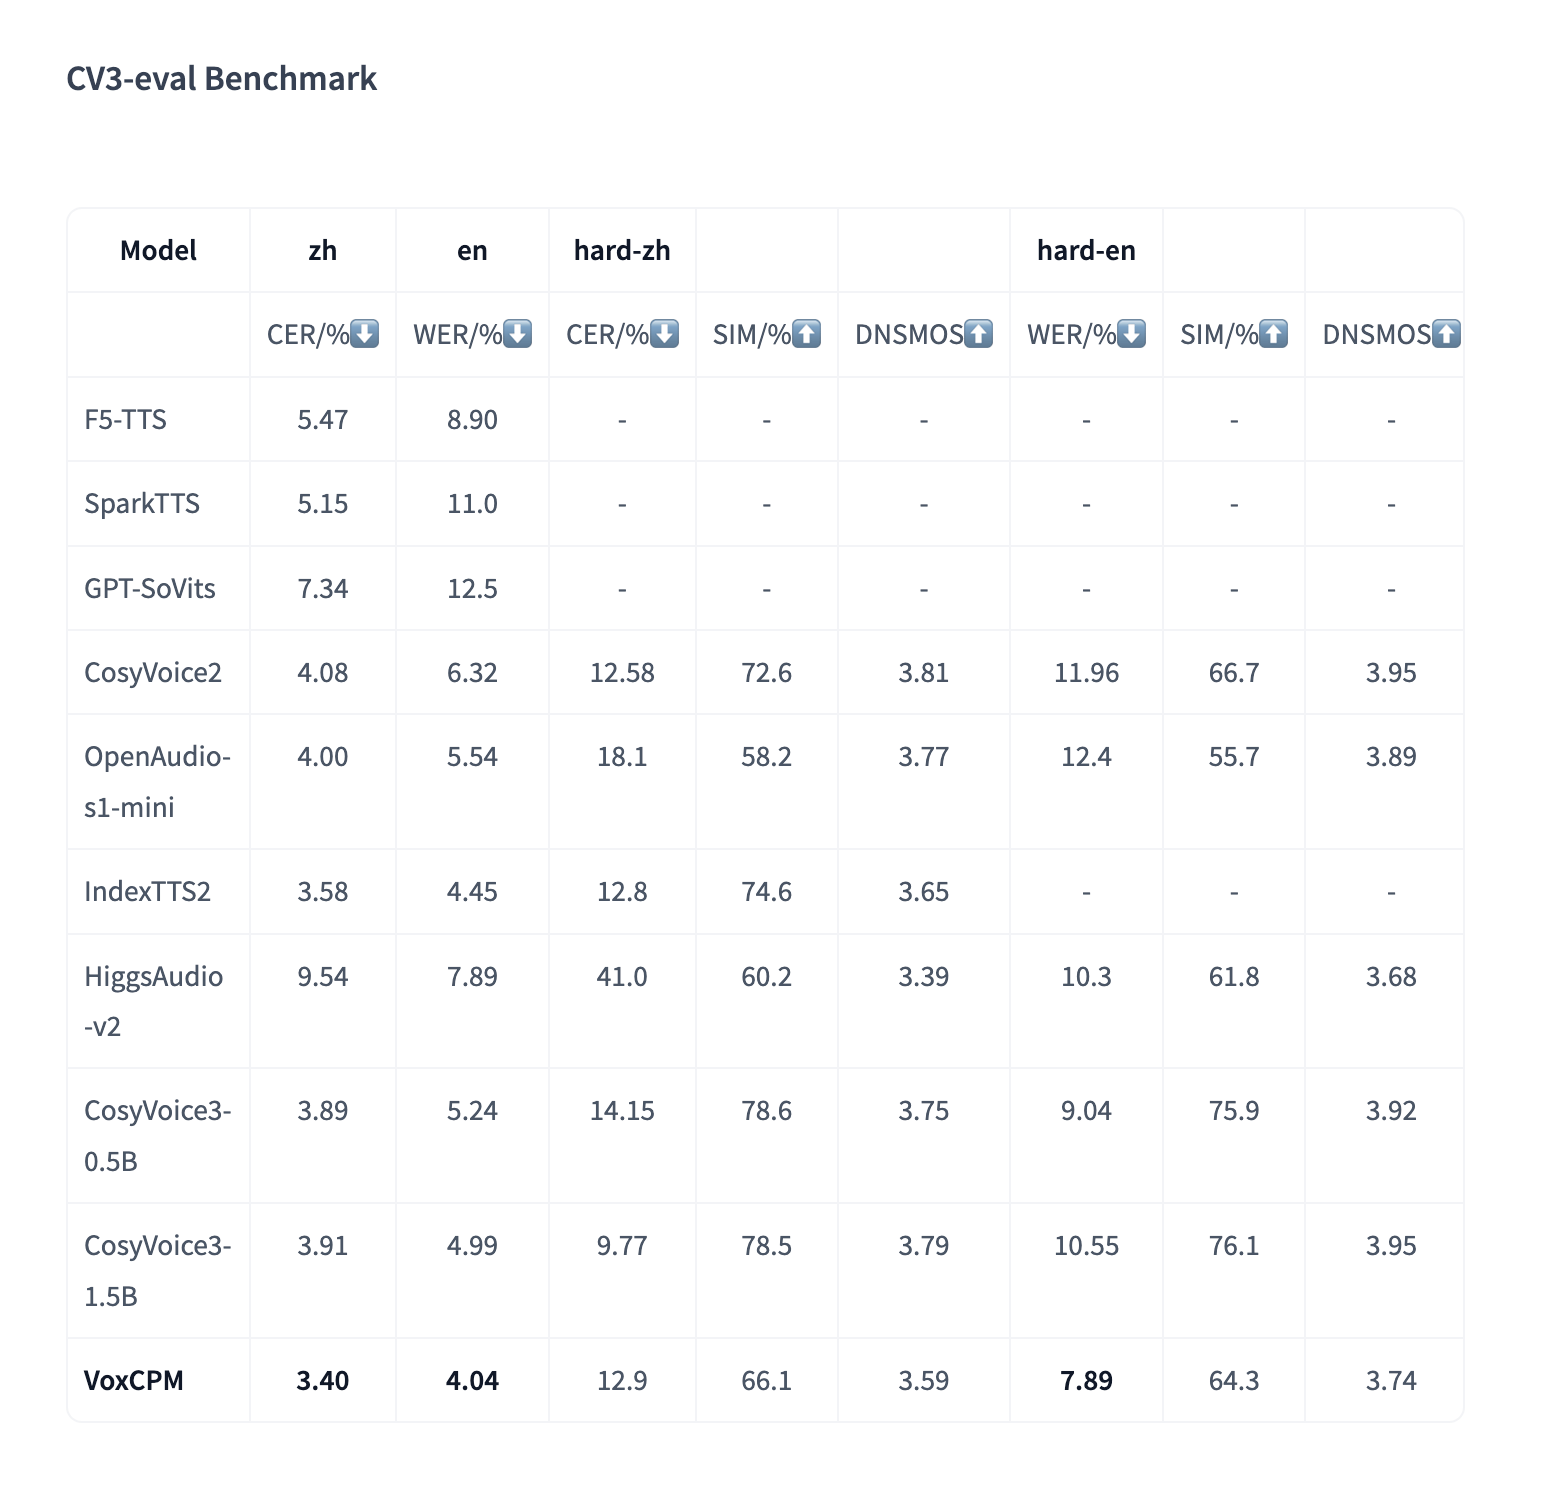 CV3-eval Benchmark
Model zh en hard-zh hard-en
CER/%⬇️ WER/%⬇️ CER/%⬇️ SIM/%⬆️ DNSMOS⬆️ WER/%⬇️ SIM/%⬆️ DNSMOS⬆️
F5-TTS 5.47 8.90 - - - - - -
SparkTTS 5.15 11.0 - - - - - -
GPT-SoVits 7.34 12.5 - - - - - -
CosyVoice2 4.08 6.32 12.58 72.6 3.81 11.96 66.7 3.95
OpenAudio- 4.00 5.54 18.1 58.2 3.77 12.4 55.7 3.89
s1-mini
IndexTTS2 3.58 4.45 12.8 74.6 3.65 - - -
HiggsAudio 9.54 7.89 41.0 60.2 3.39 10.3 61.8 3.68
-v2
CosyVoice3- 3.89 5.24 14.15 78.6 3.75 9.04 75.9 3.92
0.5B
CosyVoice3- 3.91 4.99 9.77 78.5 3.79 10.55 76.1 3.95
1.5B
VoxCPM 3.40 4.04 12.9 66.1 3.59 7.89 64.3 3.74